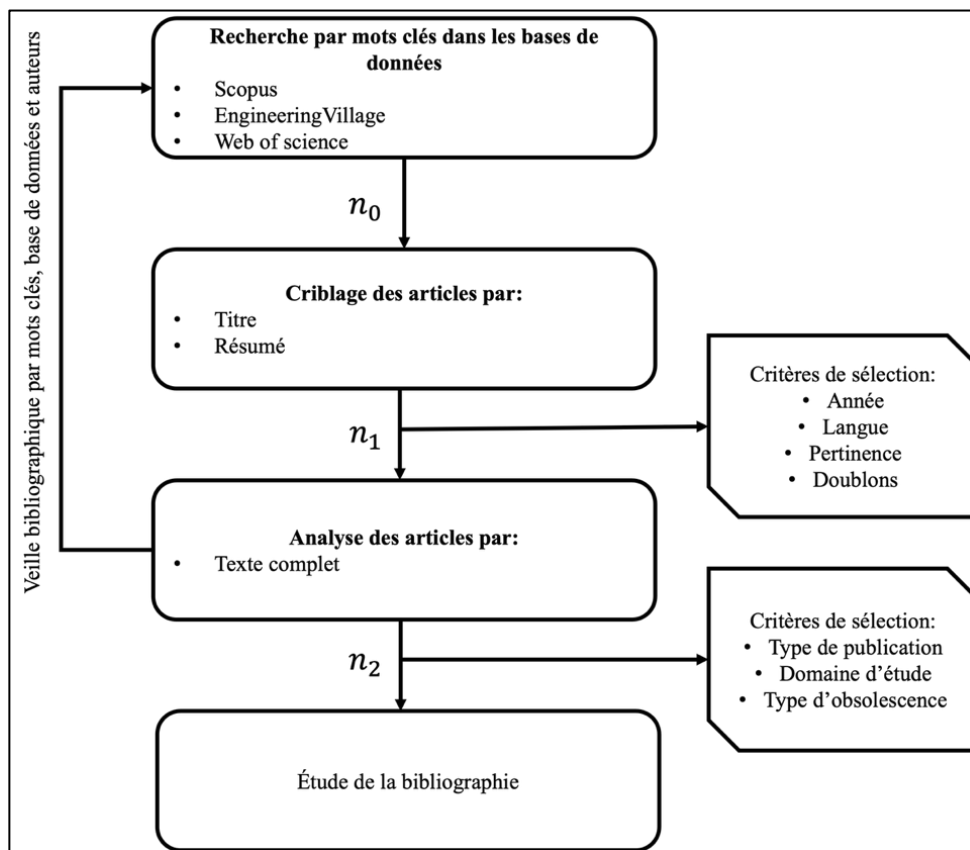 Recherche par mots clés dans les bases de
données
• Scopus
• EngineeringVillage
• Web of science
Veille bibliographique par mots clés, base de données et auteurs
n₀
Criblage des articles par:
• Titre
• Résumé
n₁
Critères de sélection:
• Année
• Langue
• Pertinence
• Doublons
Analyse des articles par:
• Texte complet
n₂
Critères de sélection:
• Type de publication
• Domaine d’étude
• Type d’obsolescence
Étude de la bibliographie